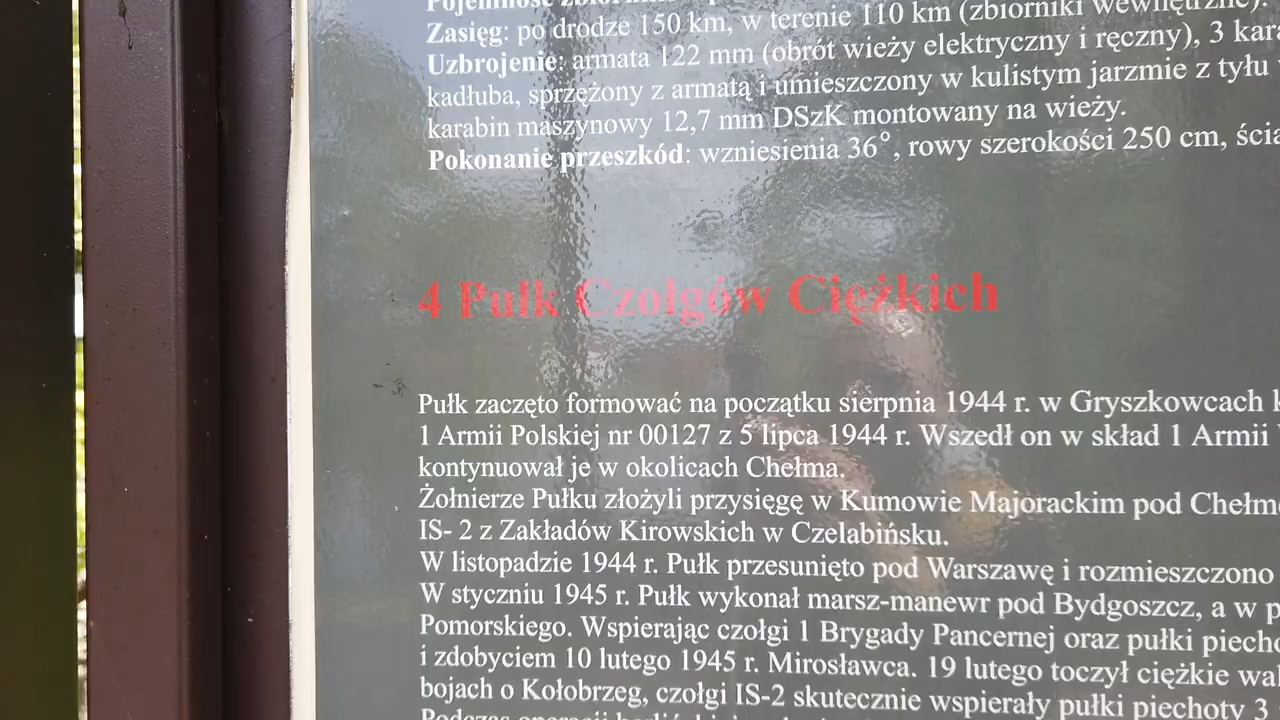 Zasięg: po drodze 150 km, w terenie 110 km (zbiorniki wewnętrzne).
Uzbrojenie: armata 122 mm (obrót wieży elektryczny i ręczny), 3
kadłuba, sprzężony z armatą i umieszczony w kulistym jarzmie z tyłu
karabin maszynowy 12,7 mm DSzK montowany na wieży.
Pokonanie przeszkód: wzniesienia 36°, rowy szerokości 250 cm,
4 Pułk Czołgów Ciężkich
Pułk zaczęto formować na początku sierpnia 1944 r. w Gryszkowcach
1 Armii Polskiej nr 00127 z 5 lipca 1944 r. Wszedł on w skład 1 Armii
kontynuował je w okolicach Chełma.
Żołnierze Pułku złożyli przysięgę w Kumowie Majorackim pod
IS- 2 z Zakładów Kirowskich w Czelabińsku.
W listopadzie 1944 r. Pułk przesunięto pod Warszawę i rozmieszczono
W styczniu 1945 r. Pułk wykonał marsz-manewr pod Bydgoszcz, a w
Pomorskiego. Wspierając czołgi 1 Brygady Pancernej oraz pułki
i zdobyciem 10 lutego 1945 r. Mirosławca. 19 lutego toczył ciężkie
bojach o Kołobrzeg, czołgi IS-2 skutecznie wspierały pułki piechoty 3